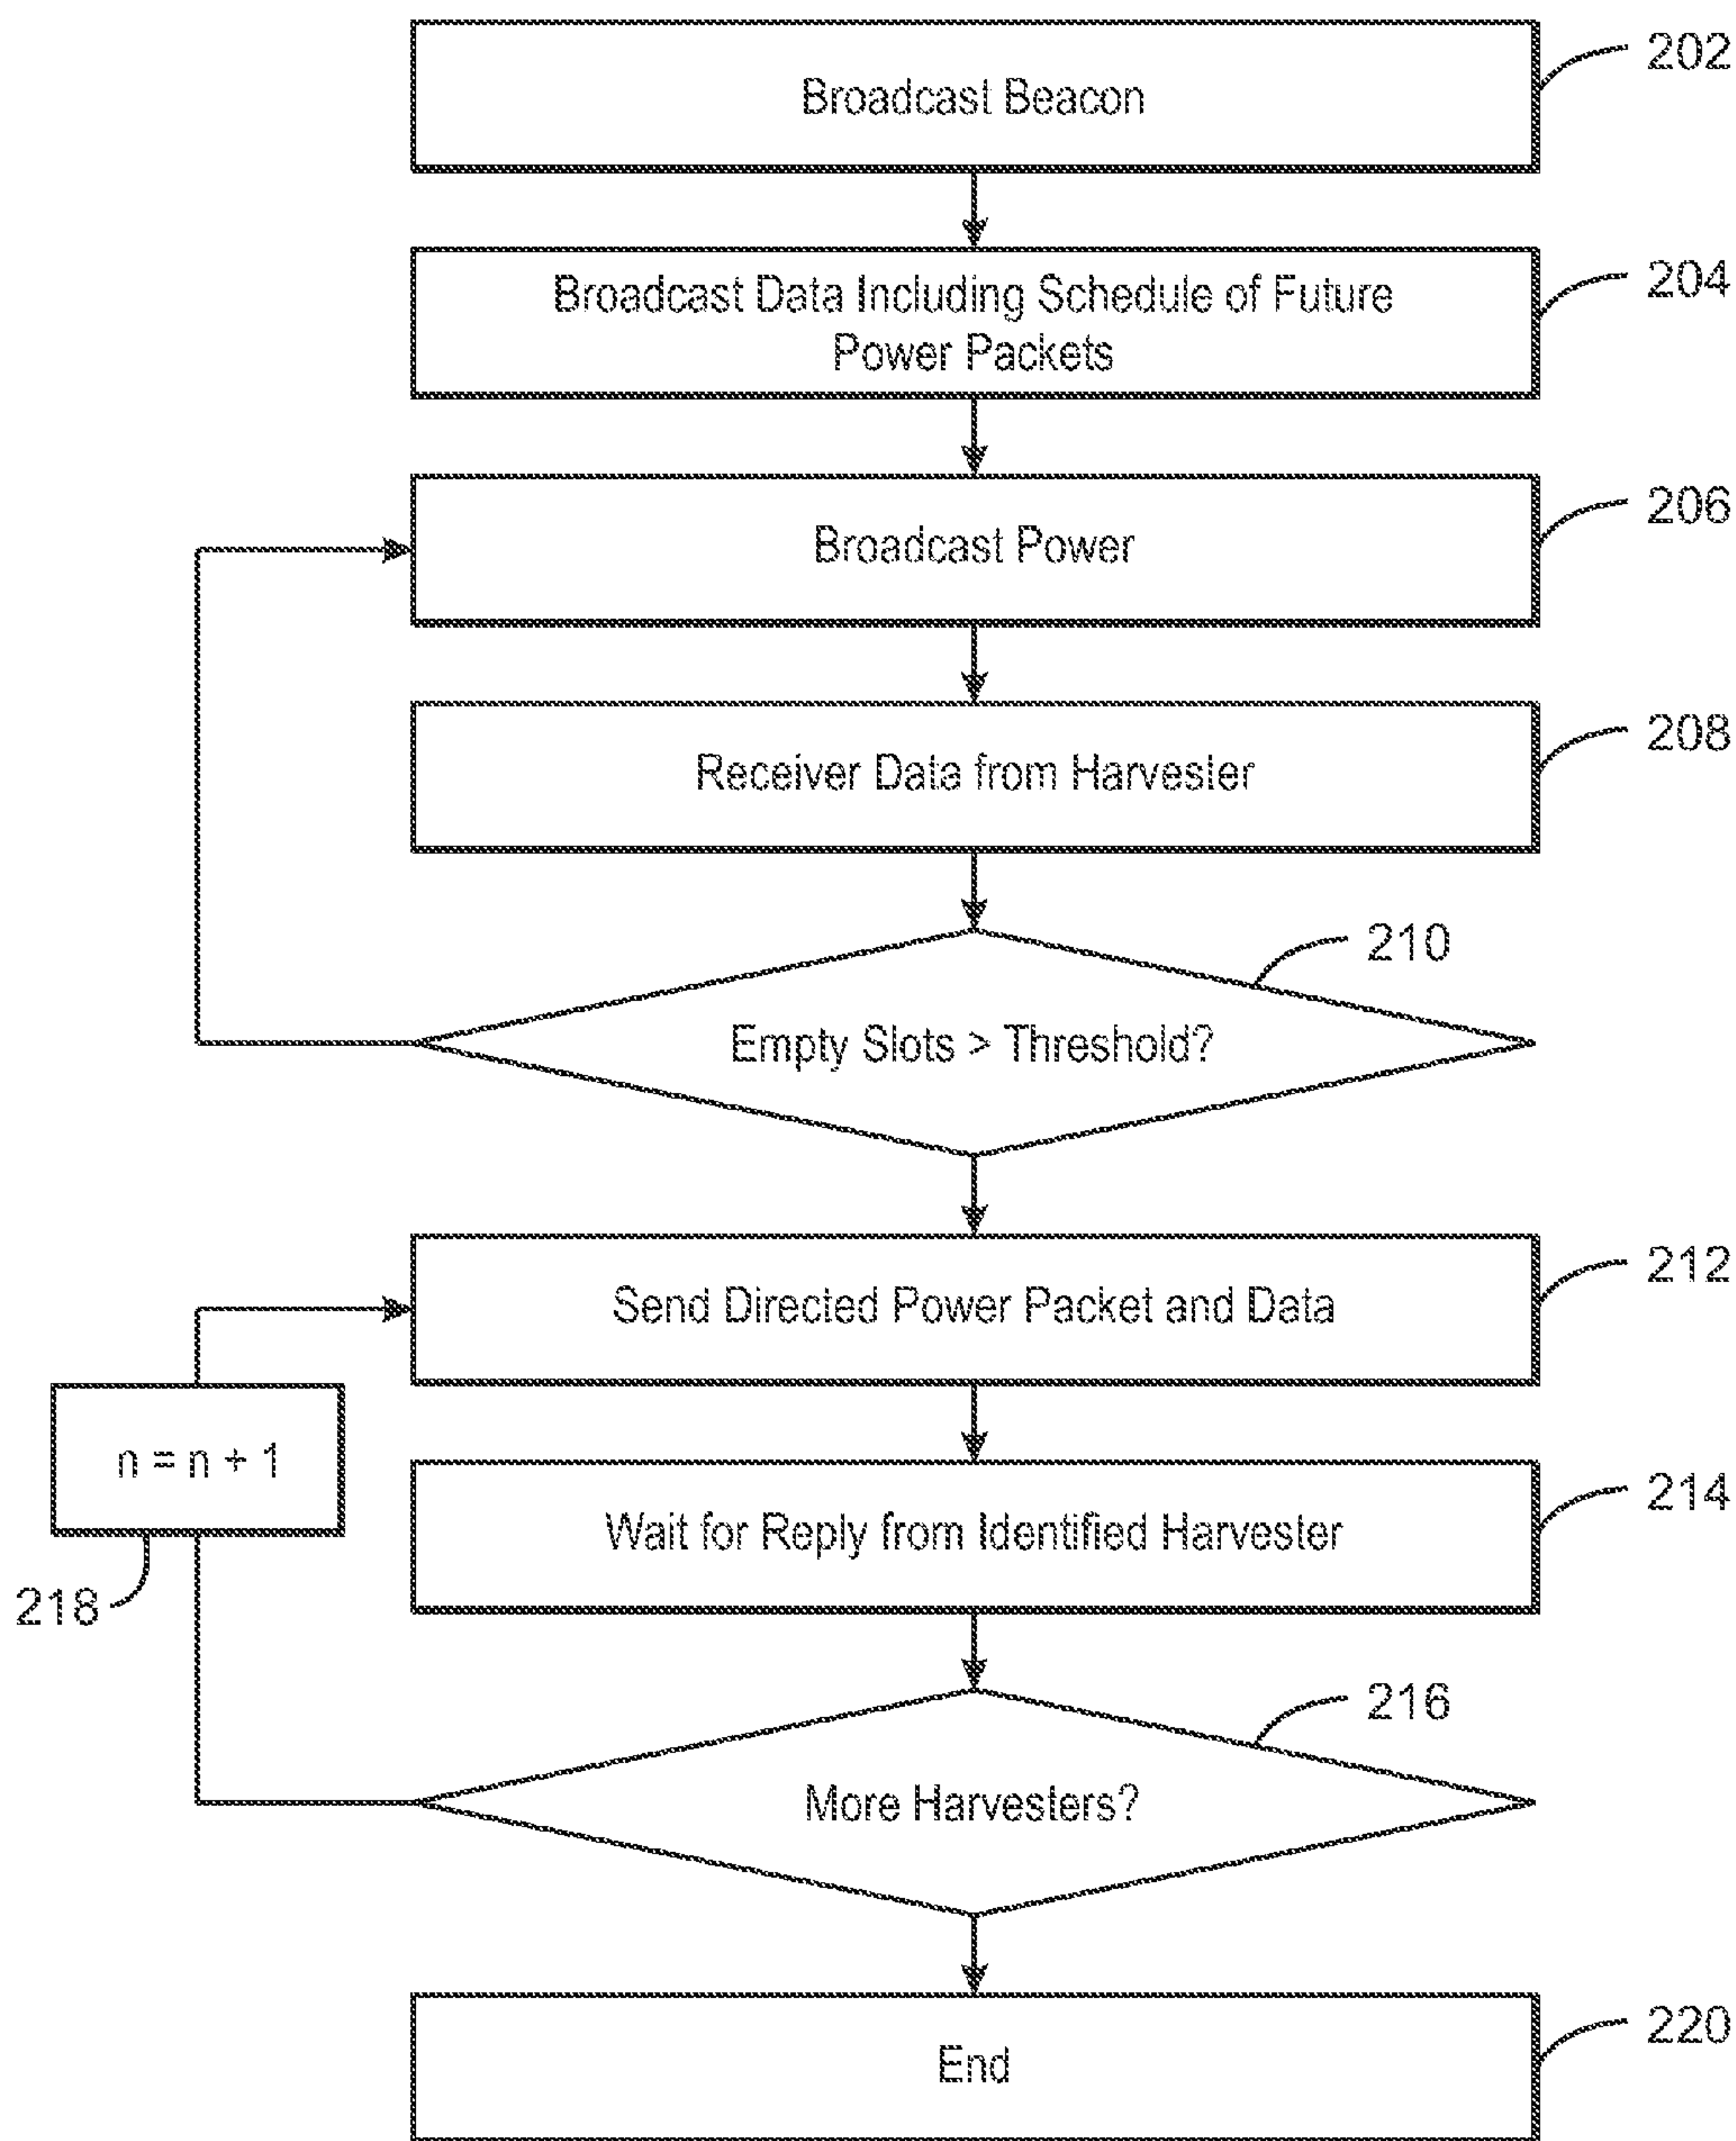 Broadcast Beacon
202
Broadcast Data Including Schedule of Future
Power Packets
204
Broadcast Power
206
Receiver Data from Harvester
208
210
Empty Slots > Threshold?
Send Directed Power Packet and Data
212
n = n + 1
218
Wait for Reply from Identified Harvester
214
216
More Harvesters?
End
220